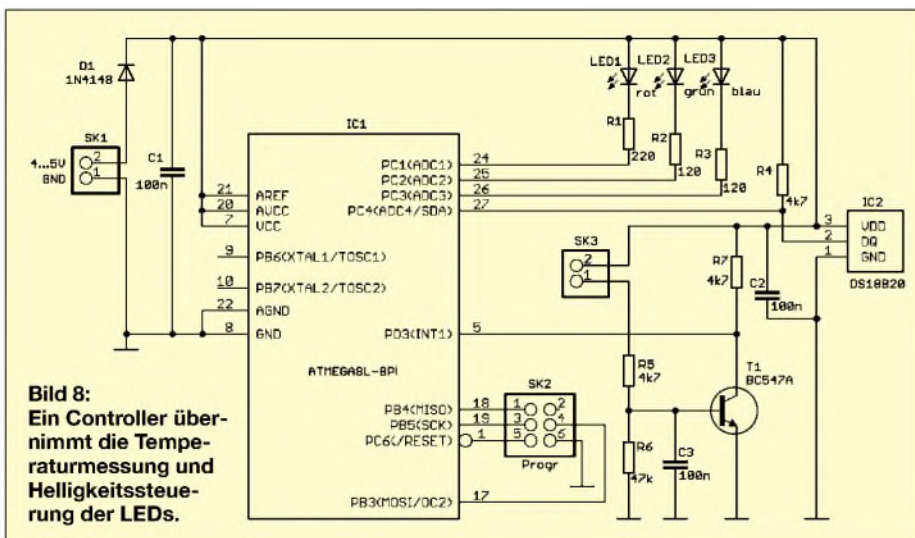 D1
1N4148
SK1
4...5V 2
GND 1
C1
100n
IC1
21 AREF
20 AVCC
7 VCC
9 PB6(XTAL1/TOSC1)
10 PB7(XTAL2/TOSC2)
22 AGND
8 GND
ATMEGA8L-8PI
PC1(ADC1) 24
PC2(ADC2) 25
PC3(ADC3) 26
PC4(ADC4/SDA) 27
PD3(INT1) 5
PB4(MISO) 18
PB5(SCK) 19
PC6(/RESET) 1
PB3(MOSI/OC2) 17
LED1
rot
LED2
grün
LED3
blau
R1
220
R2
120
R3
120
R4
4k7
IC2
3 VDD
2 DQ
1 GND
DS18B20
SK3
2
1
R7
4k7
C2
100n
R5
4k7
T1
BC547A
R6
47k
C3
100n
SK2
1 2
3 4
5 6
Progr
Bild 8:
Ein Controller über-
nimmt die Tempe-
raturmessung und
Helligkeitssteue-
rung der LEDs.